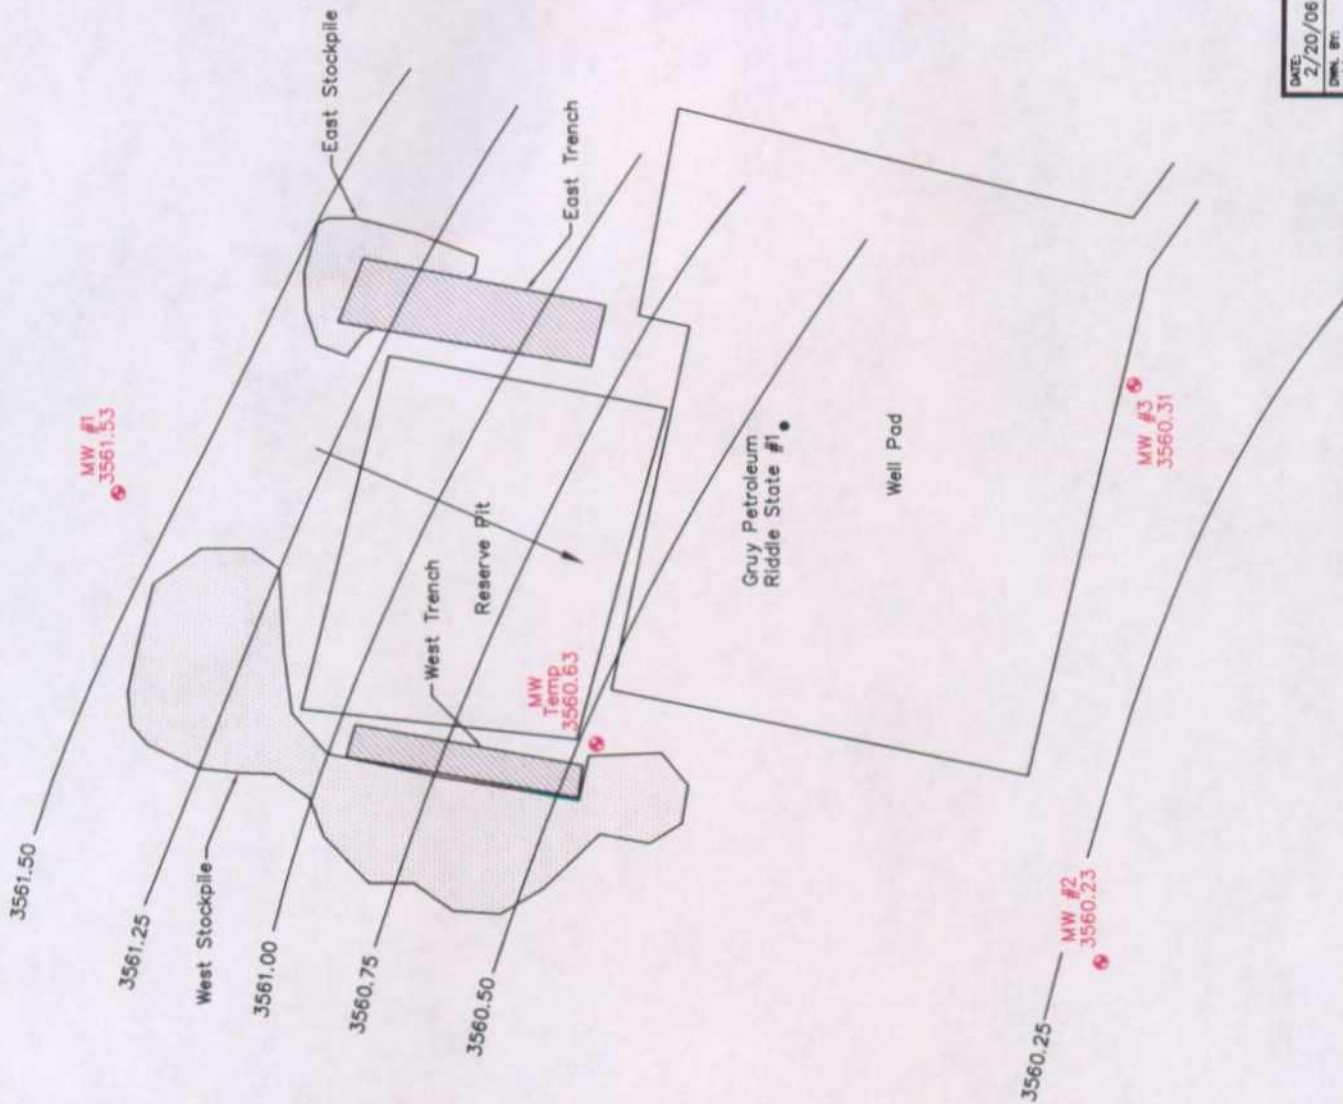 MW #1
3561.53
East Stockpile
East Trench
3561.50
3561.25
West Stockpile
3561.00
3560.75
3560.50
West Trench
Reserve Pit
MW
Temp
3560.63
Gruy Petroleum
Riddle State #1
Well Pad
MW #3
3560.31
MW #2
3560.23
3560.25
DATE:
2/20/06
DWN. BY: